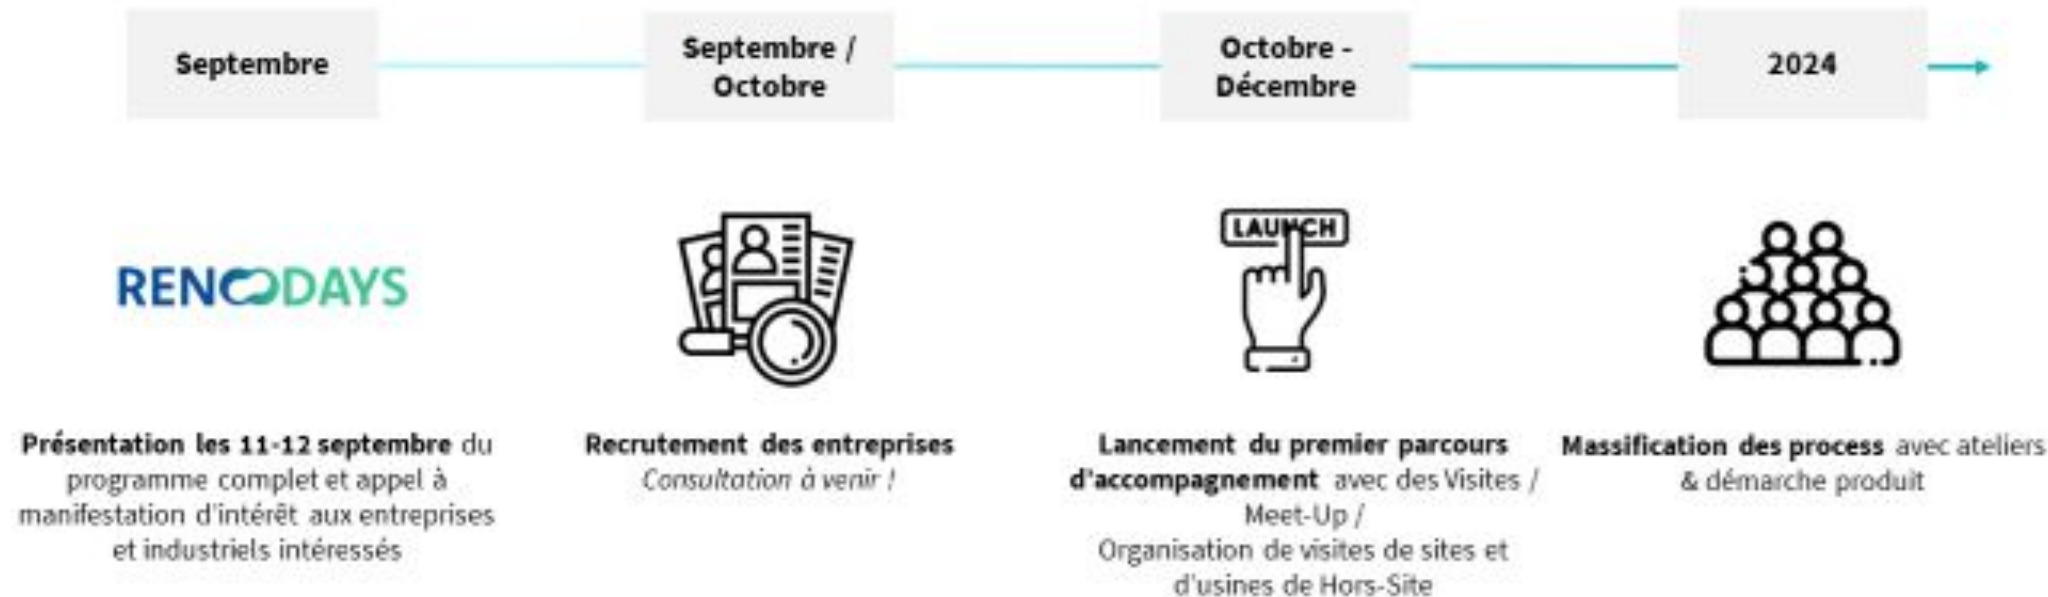 Septembre
Septembre /
Octobre
Octobre -
Décembre
2024
RENODAYS
LAUNCH
Présentation les 11-12 septembre du
programme complet et appel à
manifestation d'intérêt aux entreprises
et industriels intéressés
Recrutement des entreprises
Consultation à venir !
Lancement du premier parcours
d'accompagnement avec des Visites /
Meet-Up /
Organisation de visites de sites et
d'usines de Hors-Site
Massification des process avec ateliers
& démarche produit